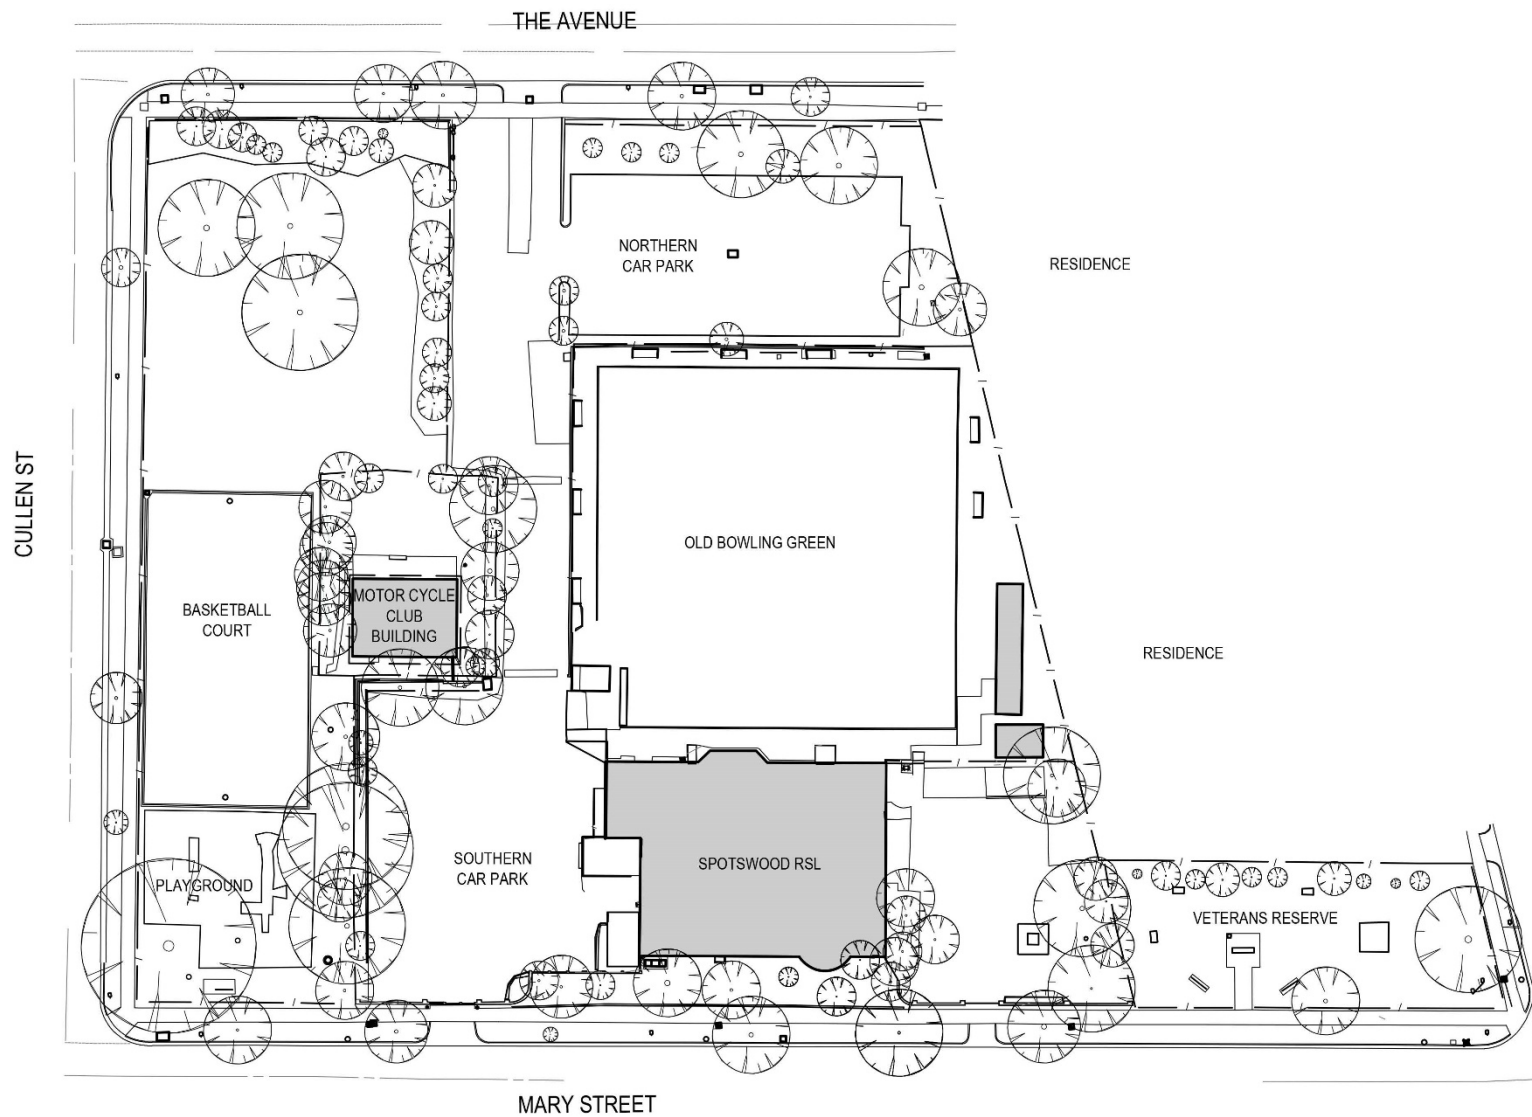 THE AVENUE
NORTHERN
CAR PARK
RESIDENCE
CULLEN ST
OLD BOWLING GREEN
BASKETBALL
COURT
MOTOR CYCLE
CLUB
BUILDING
RESIDENCE
SOUTHERN
CAR PARK
SPOTSWOOD RSL
PLAYGROUND
VETERANS RESERVE
MARY STREET